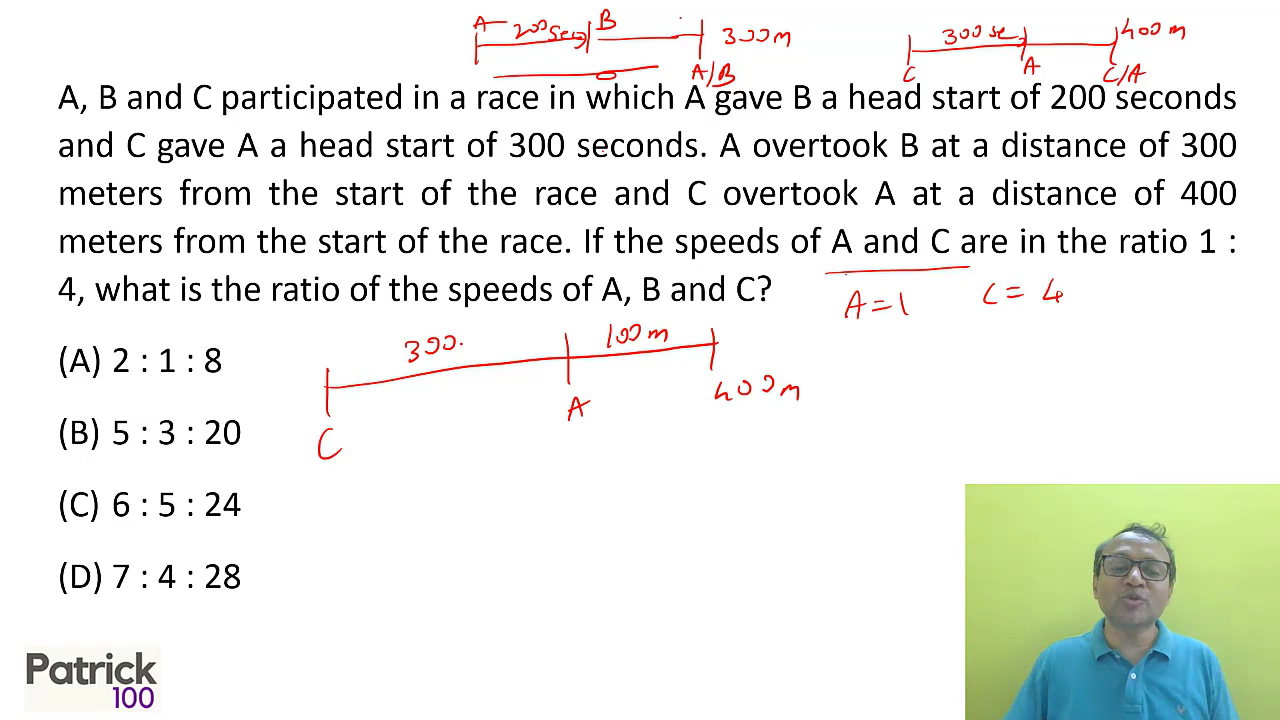 A 200 Sec B 300 m A/B
300 sec 400 m C A C/A
A, B and C participated in a race in which A gave B a head start of 200 seconds
and C gave A a head start of 300 seconds. A overtook B at a distance of 300
meters from the start of the race and C overtook A at a distance of 400
meters from the start of the race. If the speeds of A and C are in the ratio 1 :
4, what is the ratio of the speeds of A, B and C?
A = 1 C = 4
(A) 2 : 1 : 8
300. 100 m
C A 400 m
(B) 5 : 3 : 20
(C) 6 : 5 : 24
(D) 7 : 4 : 28
Patrick
100